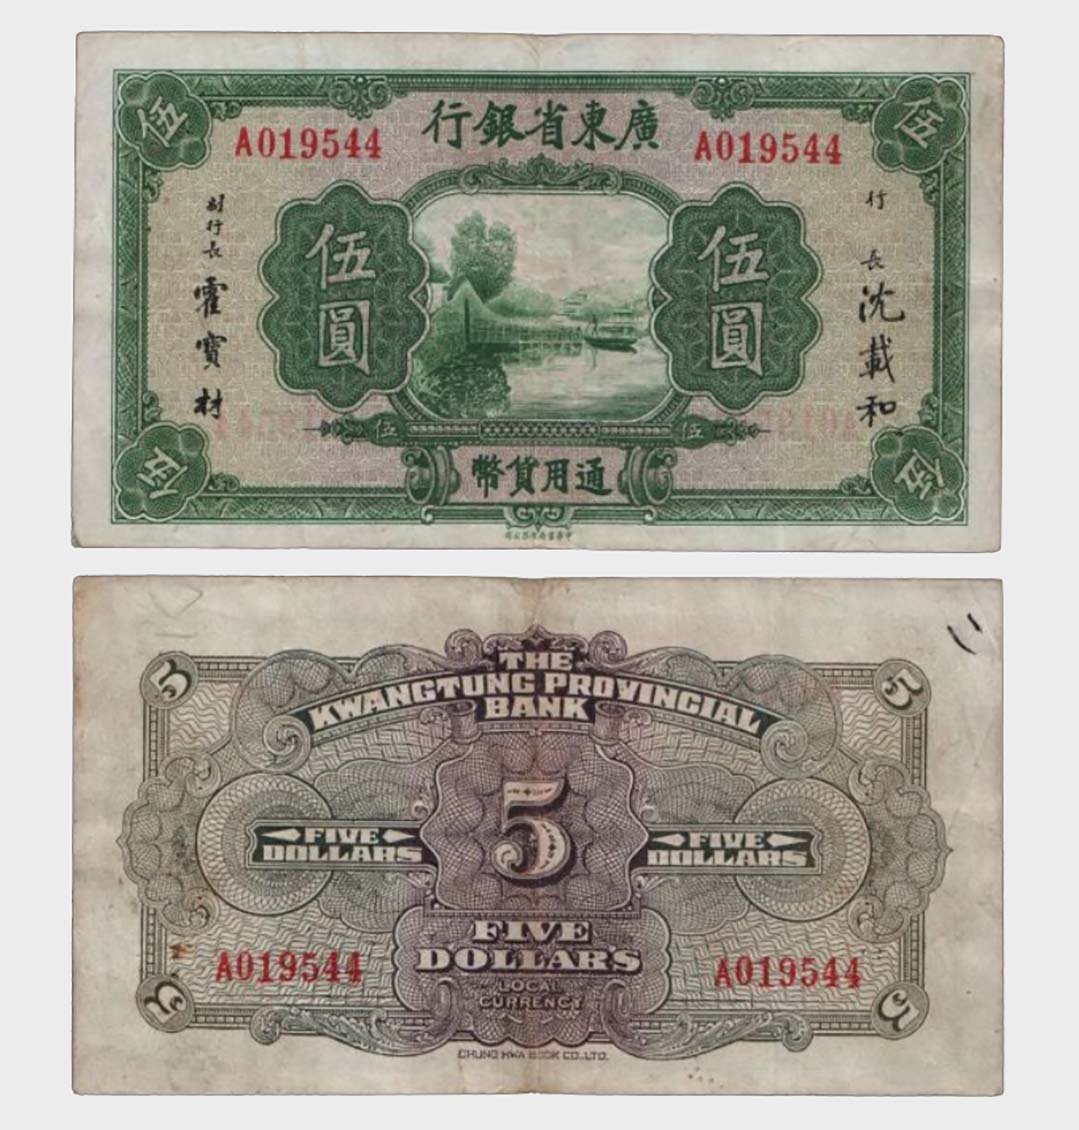 伍 伍
廣東省銀行
A019544 A019544
行長 沈載和
副行長 霍寶材
伍圓 伍圓
伍 伍
通用貨幣
伍 伍
5 5
THE
KWANGTUNG PROVINCIAL
BANK
5
FIVE
DOLLARS
FIVE
DOLLARS
FIVE
DOLLARS
A019544 A019544
LOCAL
CURRENCY
5 5
CHUNG HWA BOOK CO., LTD.